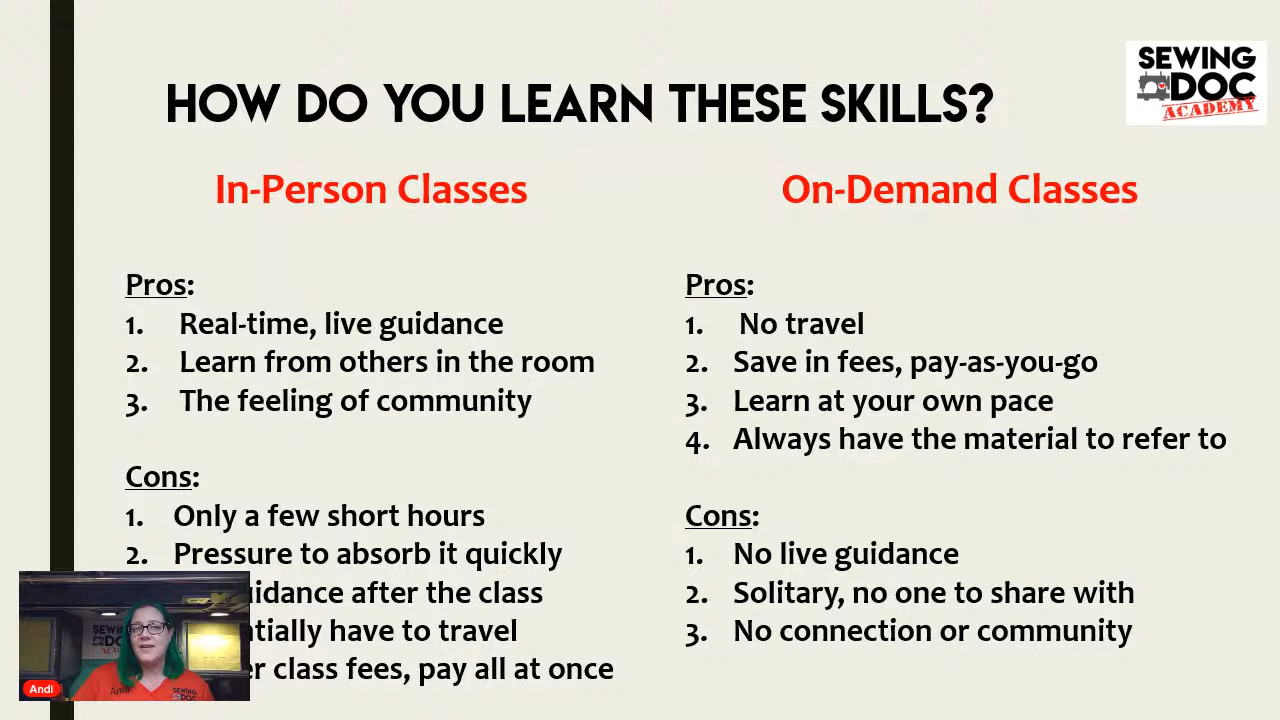 SEWING
DOC
ACADEMY
HOW DO YOU LEARN THESE SKILLS?
In-Person Classes
Pros:
1. Real-time, live guidance
2. Learn from others in the room
3. The feeling of community
Cons:
1. Only a few short hours
2. Pressure to absorb it quickly
after the class
have to travel
class fees, pay all at once
On-Demand Classes
Pros:
1. No travel
2. Save in fees, pay-as-you-go
3. Learn at your own pace
4. Always have the material to refer to
Cons:
1. No live guidance
2. Solitary, no one to share with
3. No connection or community
SEWING
DOC
Andi
SEWING
DOC
Andi